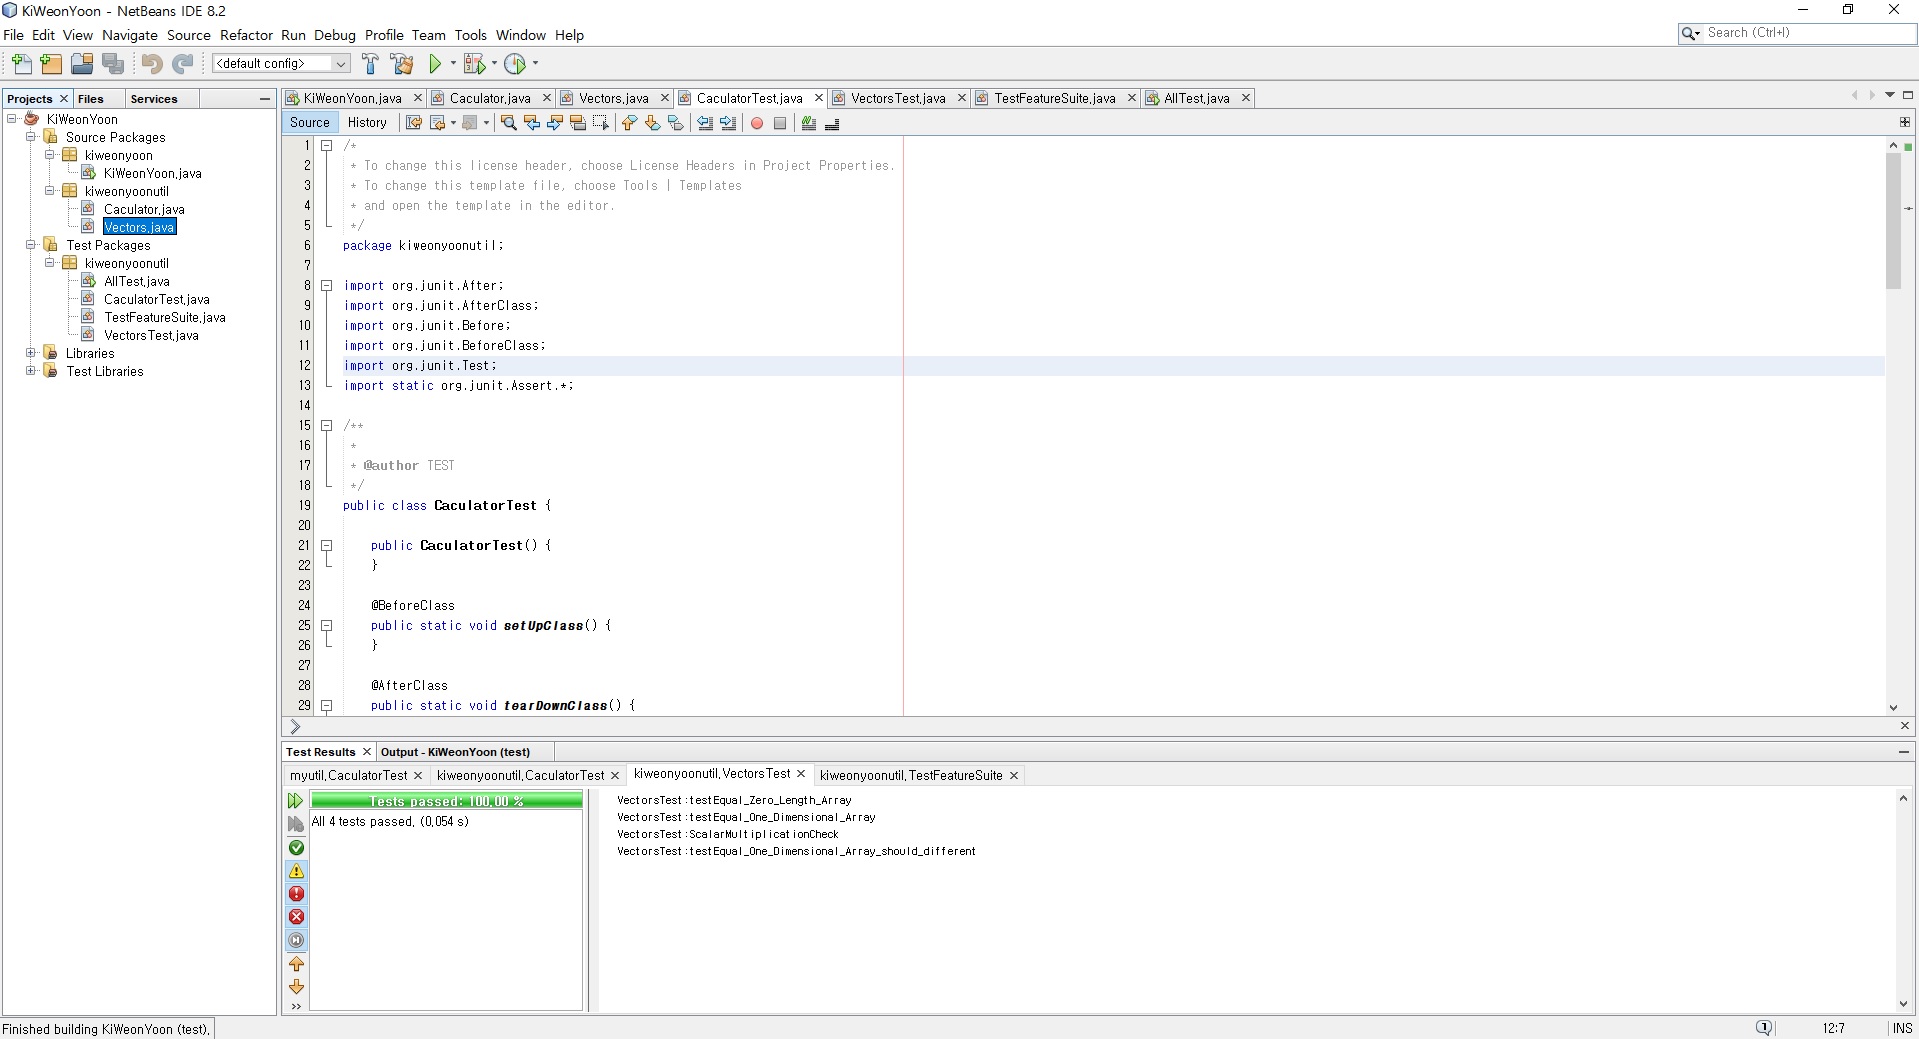 KiWeonYoon - NetBeans IDE 8.2
File Edit View Navigate Source Refactor Run Debug Profile Team Tools Window Help
Search (Ctrl+I)
<default config>
Projects Files Services
KiWeonYoon
Source Packages
kiweonyoon
KiWeonYoon.java
kiweonyoonutil
Caculator.java
Vectors.java
Test Packages
kiweonyoonutil
AllTest.java
CaculatorTest.java
TestFeatureSuite.java
VectorsTest.java
Libraries
Test Libraries
KiWeonYoon.java Caculator.java Vectors.java CaculatorTest.java VectorsTest.java TestFeatureSuite.java AllTest.java
Source History
1 /*
2 * To change this license header, choose License Headers in Project Properties.
3 * To change this template file, choose Tools | Templates
4 * and open the template in the editor.
5 */
6 package kiweonyoonutil;
7
8 import org.junit.After;
9 import org.junit.AfterClass;
10 import org.junit.Before;
11 import org.junit.BeforeClass;
12 import org.junit.Test;
13 import static org.junit.Assert.*;
14
15 /**
16 *
17 * @author TEST
18 */
19 public class CaculatorTest {
20
21 public CaculatorTest() {
22 }
23
24 @BeforeClass
25 public static void setUpClass() {
26 }
27
28 @AfterClass
29 public static void tearDownClass() {
Test Results Output - KiWeonYoon (test)
myutil.CaculatorTest kiweonyoonutil.CaculatorTest kiweonyoonutil.VectorsTest kiweonyoonutil.TestFeatureSuite
Tests passed: 100.00 %
All 4 tests passed. (0.054 s)
VectorsTest:testEqual_Zero_Length_Array
VectorsTest:testEqual_One_Dimensional_Array
VectorsTest:ScalarMultiplicationCheck
VectorsTest:testEqual_One_Dimensional_Array_should_different
Finished building KiWeonYoon (test).
1 12:7 INS